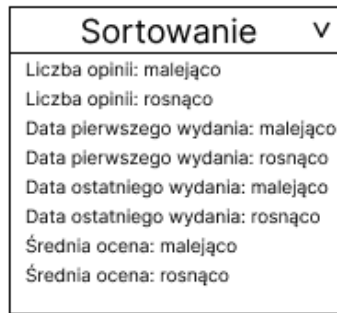 Sortowanie
Liczba opinii: malejąco
Liczba opinii: rosnąco
Data pierwszego wydania: malejąco
Data pierwszego wydania: rosnąco
Data ostatniego wydania: malejąco
Data ostatniego wydania: rosnąco
Średnia ocena: malejąco
Średnia ocena: rosnąco